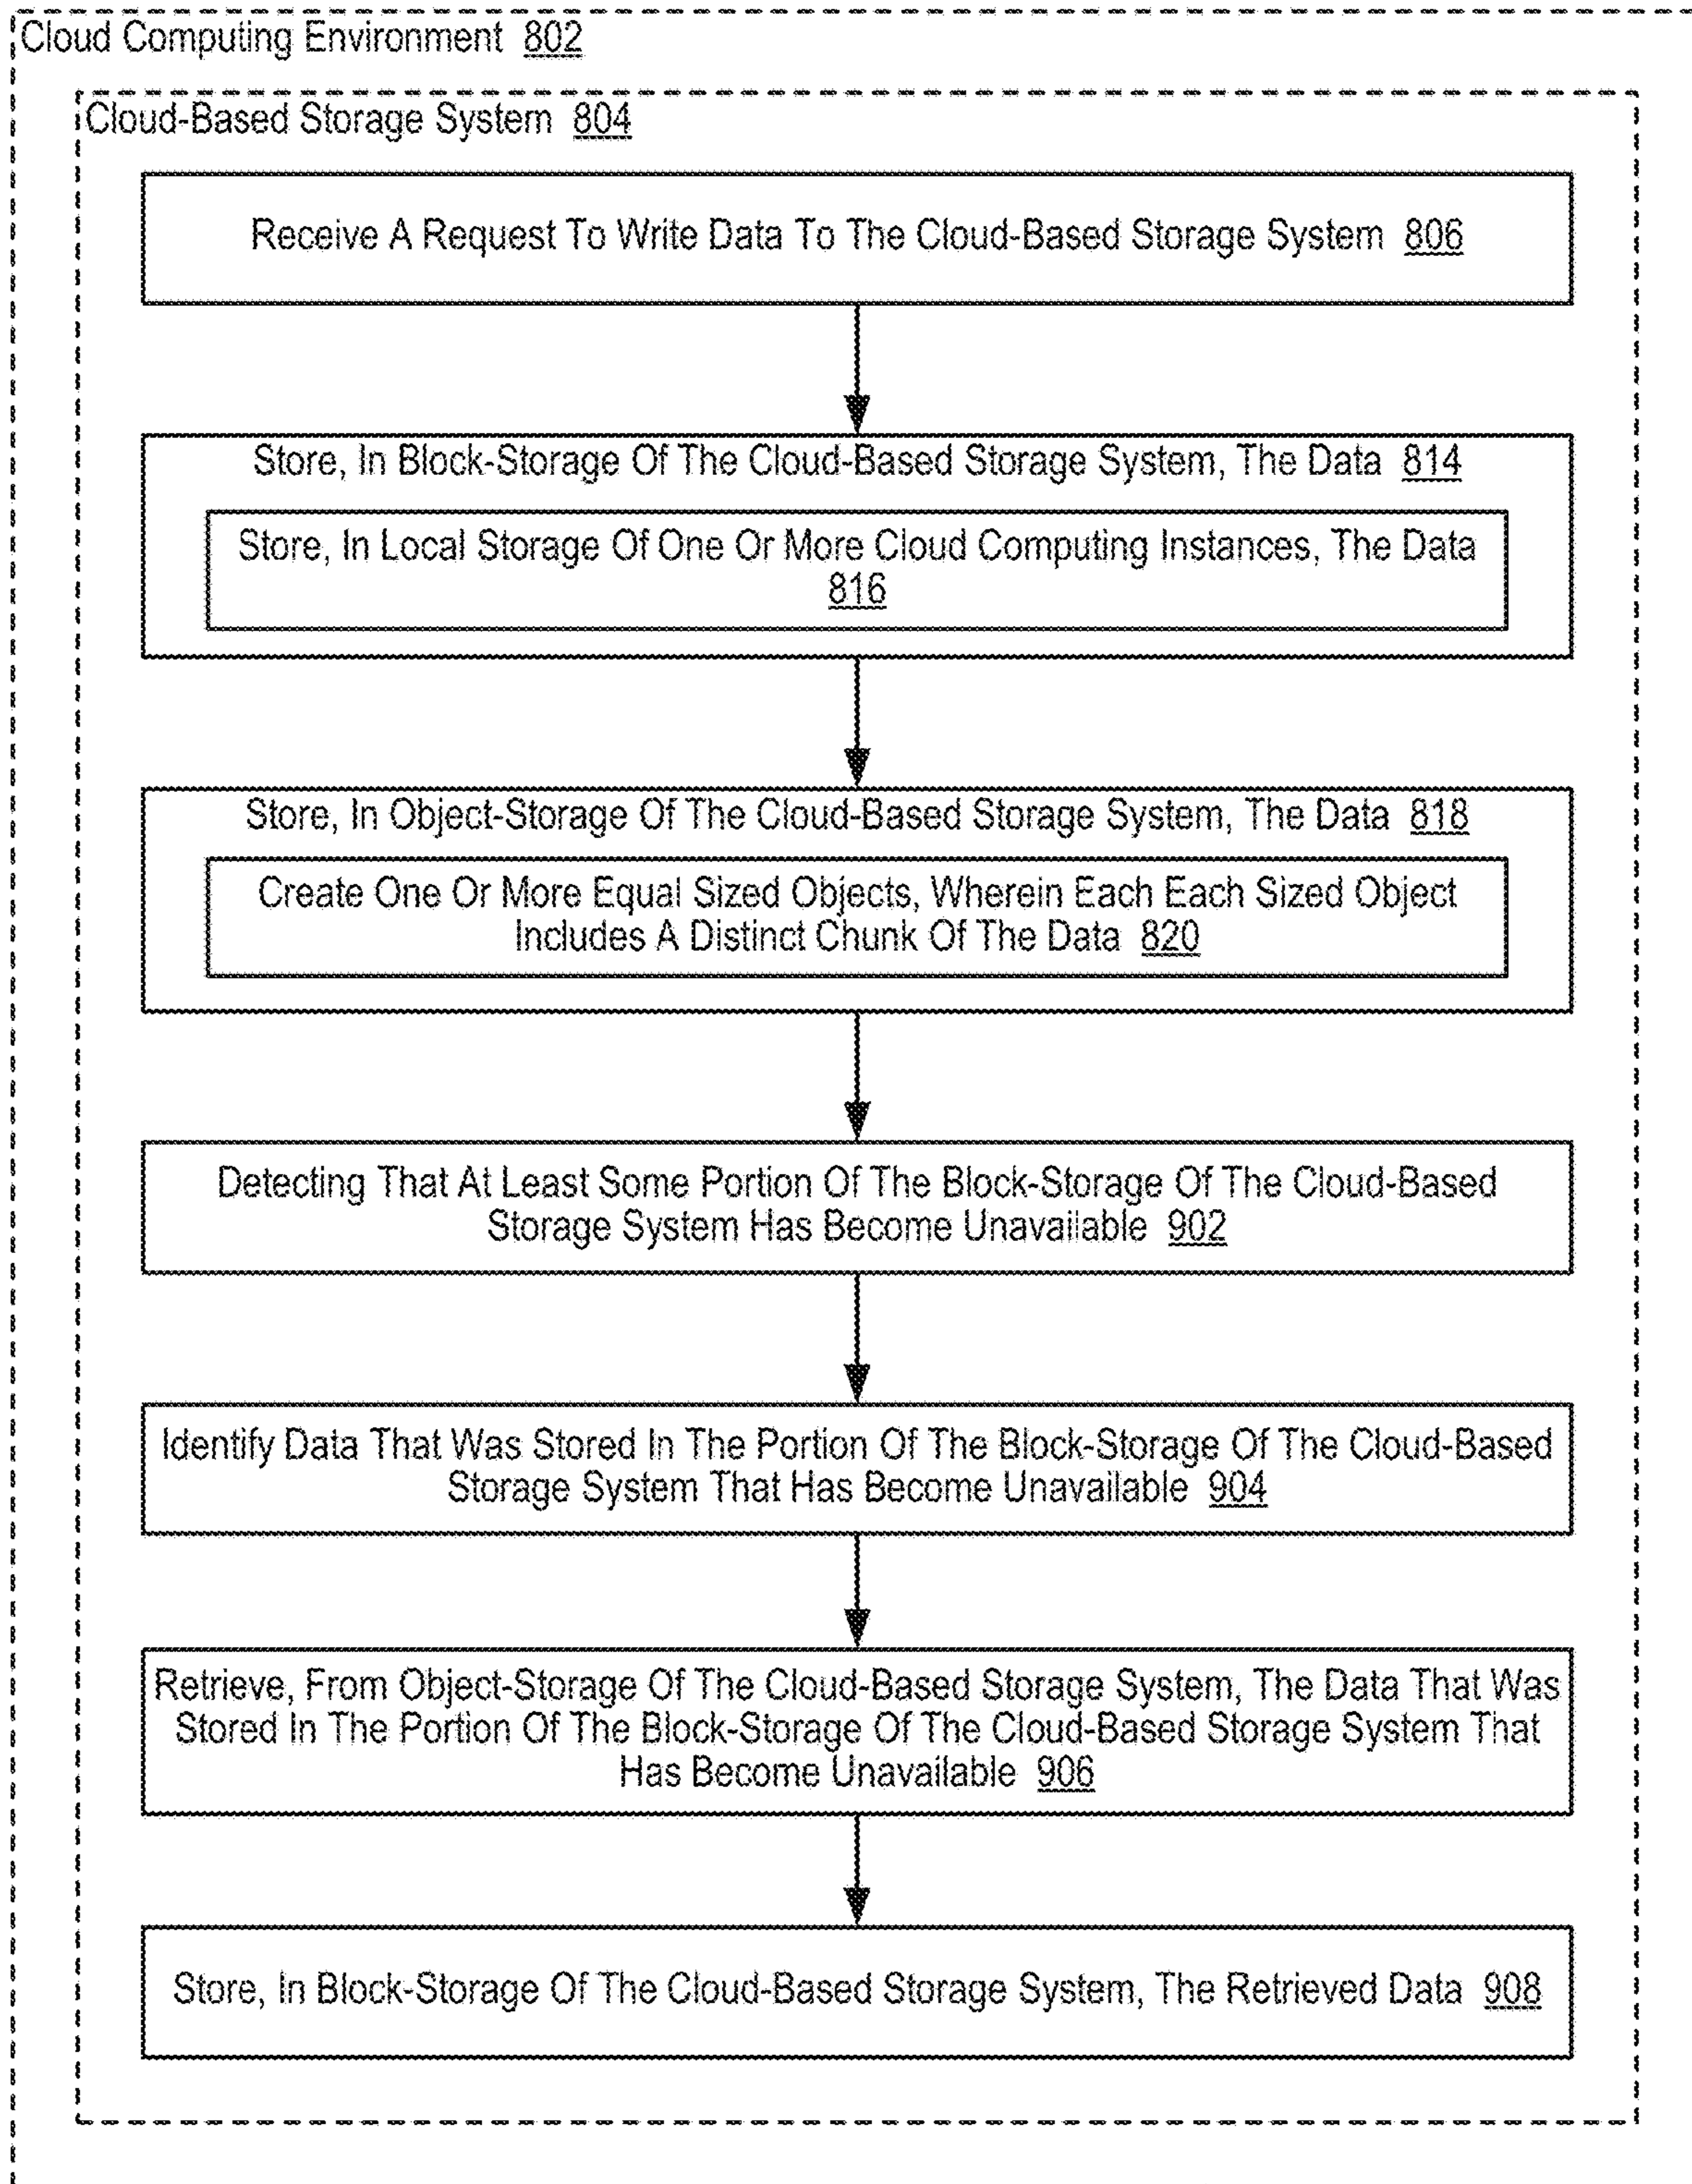 Cloud Computing Environment 802
Cloud-Based Storage System 804
Receive A Request To Write Data To The Cloud-Based Storage System 806
Store, In Block-Storage Of The Cloud-Based Storage System, The Data 814
Store, In Local Storage Of One Or More Cloud Computing Instances, The Data
816
Store, In Object-Storage Of The Cloud-Based Storage System, The Data 818
Create One Or More Equal Sized Objects, Wherein Each Each Sized Object
Includes A Distinct Chunk Of The Data 820
Detecting That At Least Some Portion Of The Block-Storage Of The Cloud-Based
Storage System Has Become Unavailable 902
Identify Data That Was Stored In The Portion Of The Block-Storage Of The Cloud-Based
Storage System That Has Become Unavailable 904
Retrieve, From Object-Storage Of The Cloud-Based Storage System, The Data That Was
Stored In The Portion Of The Block-Storage Of The Cloud-Based Storage System That
Has Become Unavailable 906
Store, In Block-Storage Of The Cloud-Based Storage System, The Retrieved Data 908